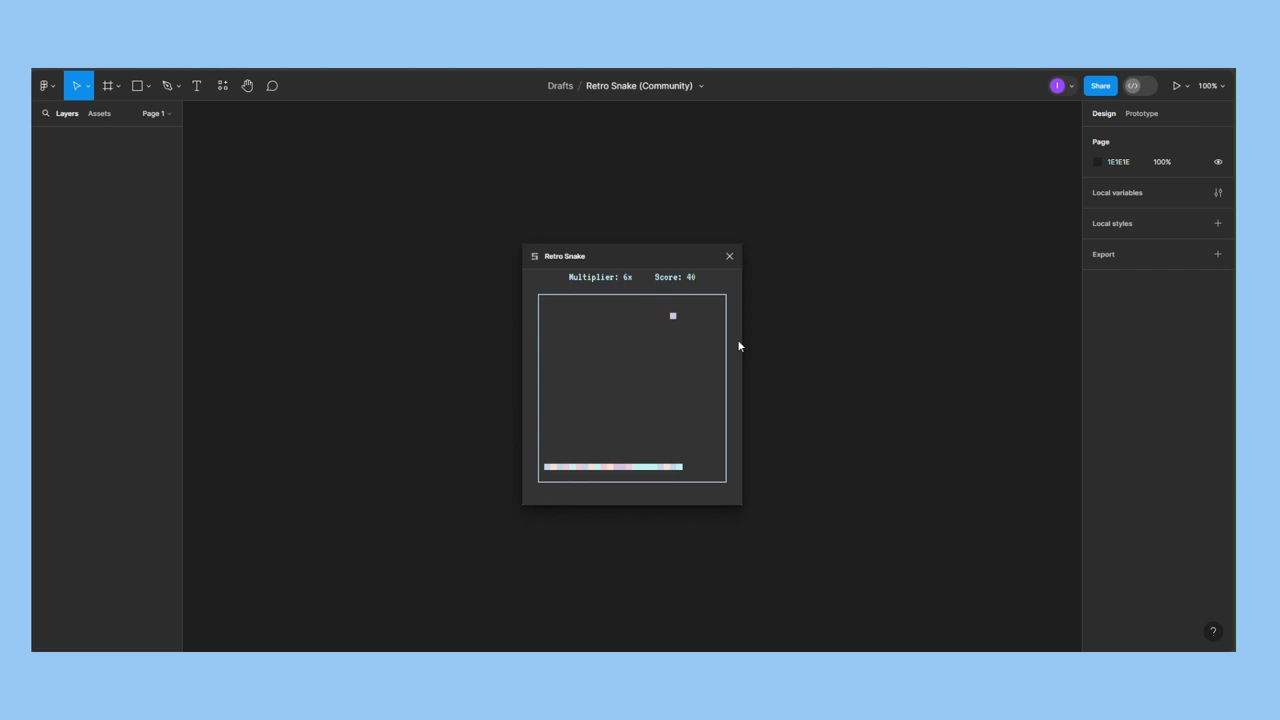 Drafts / Retro Snake (Community)
Share
100%
Layers
Assets
Page 1
Design
Prototype
Page
1E1E1E
100%
Local variables
Local styles
Export
Retro Snake
Multiplier: 6x
Score: 40
I
?